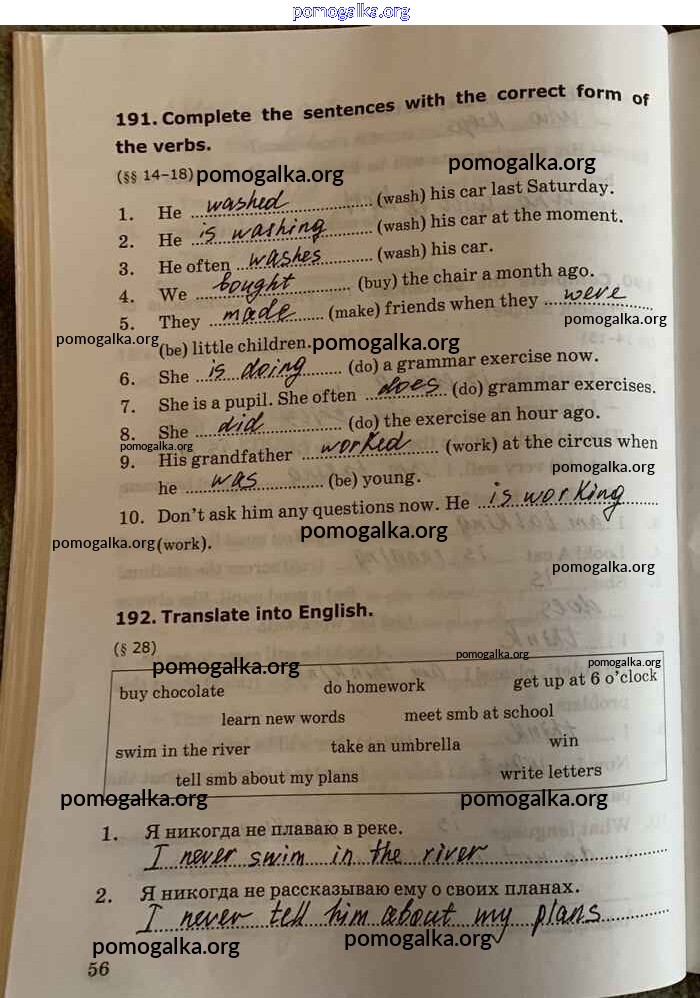 pomogalka.org
191. Complete the sentences with the correct form of
the verbs.
(§§ 14–18) pomogalka.org pomogalka.org
1. He washed (wash) his car last Saturday.
2. He is washing (wash) his car at the moment.
3. He often washes (wash) his car.
4. We bought (buy) the chair a month ago.
5. They made (make) friends when they were
pomogalka.org pomogalka.org
(be) little children. pomogalka.org
6. She is doing (do) a grammar exercise now.
7. She is a pupil. She often does (do) grammar exercises.
8. She did (do) the exercise an hour ago.
pomogalka.org
9. His grandfather worked (work) at the circus when
pomogalka.org
he was (be) young.
10. Don't ask him any questions now. He is working
pomogalka.org
pomogalka.org (work).
pomogalka.org
192. Translate into English.
(§ 28)
pomogalka.org pomogalka.org pomogalka.org
buy chocolate do homework get up at 6 o'clock
learn new words meet smb at school
swim in the river take an umbrella win
tell smb about my plans write letters
pomogalka.org pomogalka.org
1. Я никогда не плаваю в реке.
I never swim in the river
2. Я никогда не рассказываю ему о своих планах.
I never tell him about my plans
pomogalka.org pomogalka.org
56